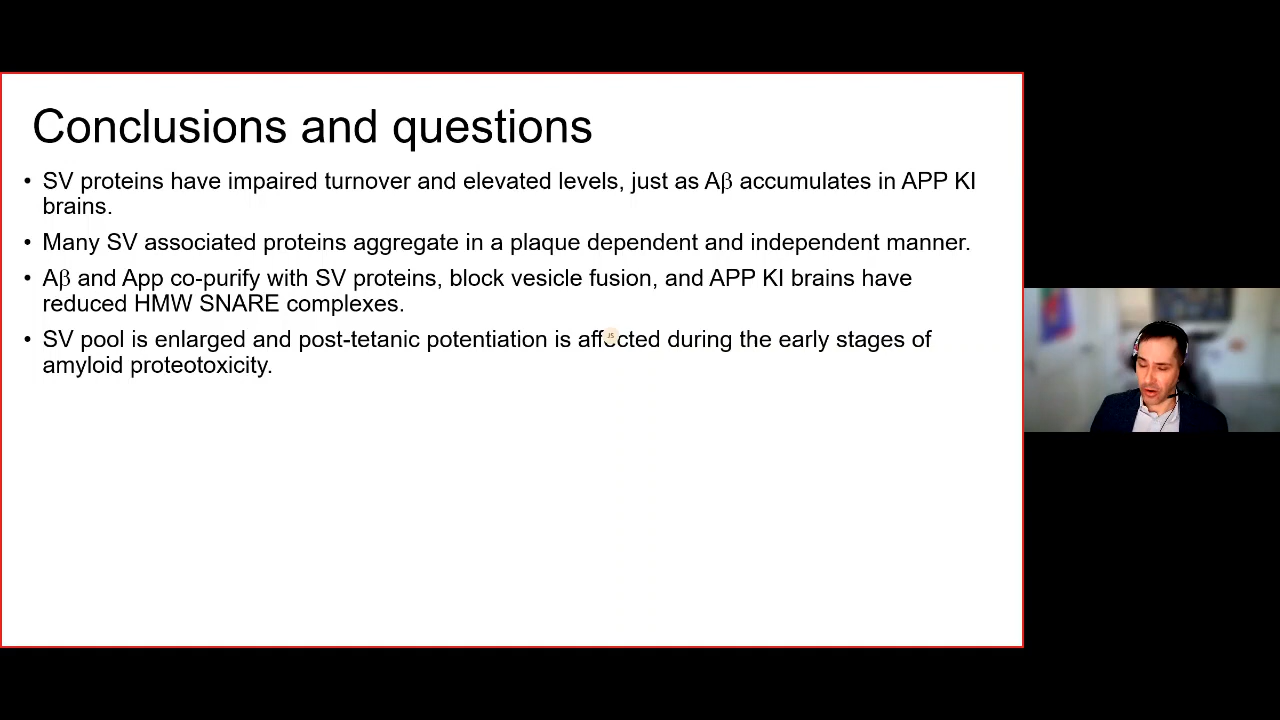 Conclusions and questions
• SV proteins have impaired turnover and elevated levels, just as Aβ accumulates in APP KI
brains.
• Many SV associated proteins aggregate in a plaque dependent and independent manner.
• Aβ and App co-purify with SV proteins, block vesicle fusion, and APP KI brains have
reduced HMW SNARE complexes.
• SV pool is enlarged and post-tetanic potentiation is affected during the early stages of
amyloid proteotoxicity.
JS